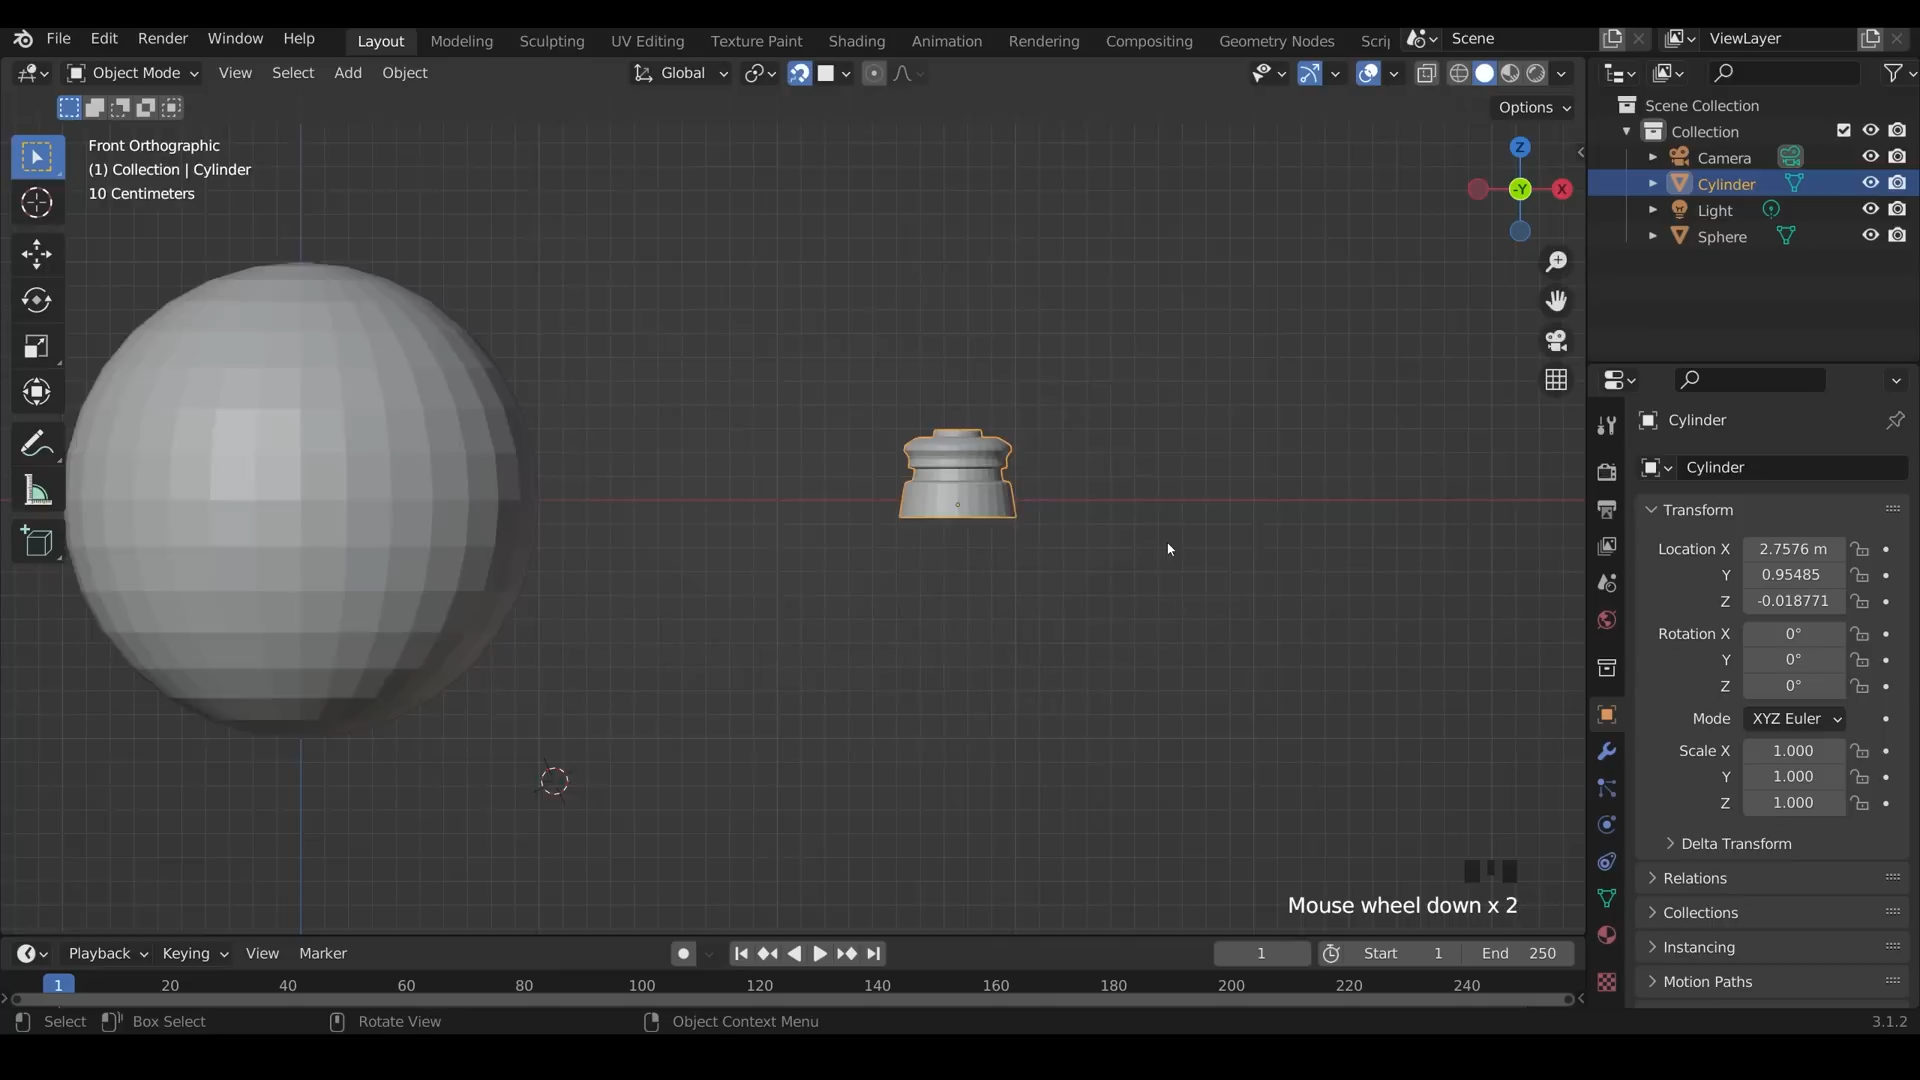 File Edit Render Window Help Layout Modeling Sculpting UV Editing Texture Paint Shading Animation Rendering Compositing Geometry Nodes Scrip Scene ViewLayer
Object Mode View Select Add Object Global
Options
Front Orthographic
(1) Collection | Cylinder
10 Centimeters
Z
-Y
X
Scene Collection
Collection
Camera
Cylinder
Light
Sphere
Cylinder
Cylinder
Transform
Location X 2.7576 m
Y 0.95485
Z -0.018771
Rotation X 0°
Y 0°
Z 0°
Mode XYZ Euler
Scale X 1.000
Y 1.000
Z 1.000
Delta Transform
Relations
Collections
Instancing
Motion Paths
Mouse wheel down x 2
Playback Keying View Marker 1 Start 1 End 250
1 20 40 60 80 100 120 140 160 180 200 220 240
Select Box Select Rotate View Object Context Menu 3.1.2